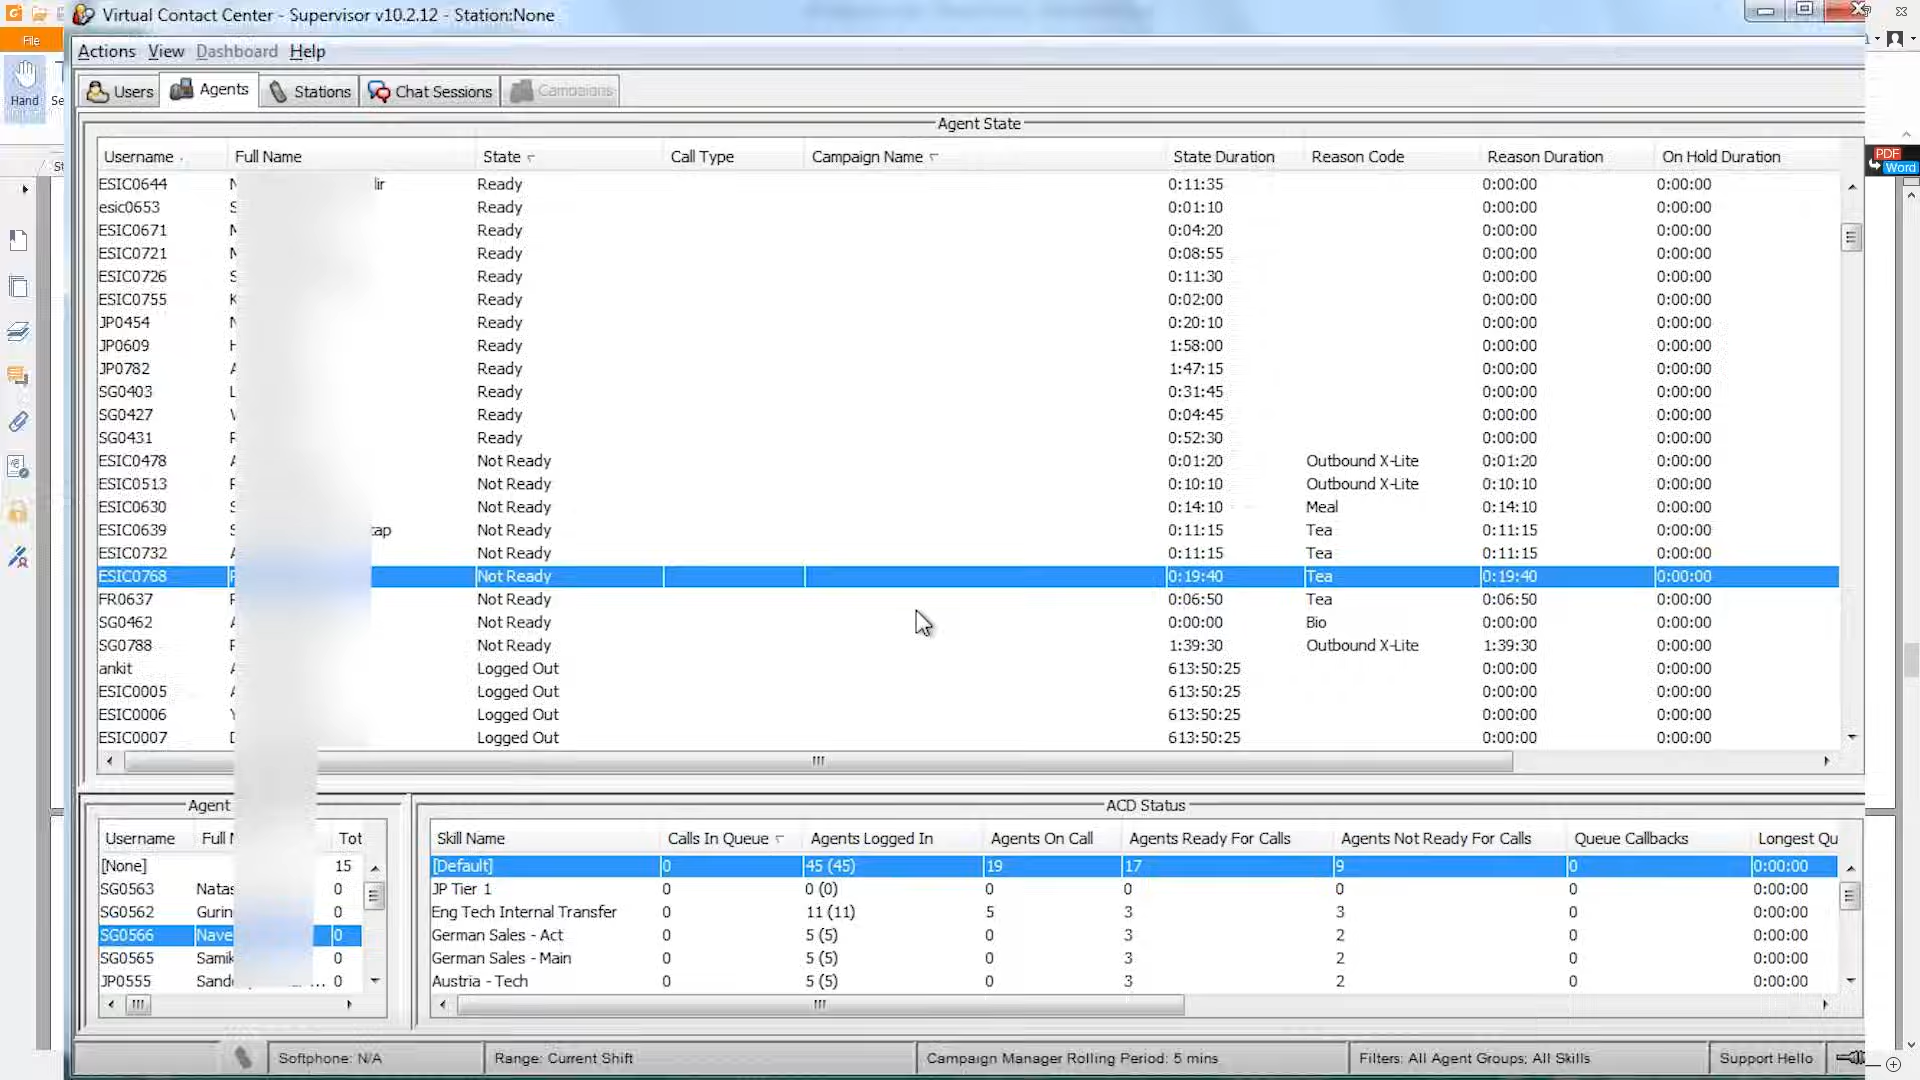 Virtual Contact Center - Supervisor v10.2.12 - Station:None
File
Actions View Dashboard Help
Hand
Users Agents Stations Chat Sessions Campaigns
Agent State
Username Full Name State Call Type Campaign Name State Duration Reason Code Reason Duration On Hold Duration
PDF
Word
ESIC0644 N lir Ready 0:11:35 0:00:00 0:00:00
esic0653 S Ready 0:01:10 0:00:00 0:00:00
ESIC0671 M Ready 0:04:20 0:00:00 0:00:00
ESIC0721 M Ready 0:08:55 0:00:00 0:00:00
ESIC0726 S Ready 0:11:30 0:00:00 0:00:00
ESIC0755 K Ready 0:02:00 0:00:00 0:00:00
JP0454 N Ready 0:20:10 0:00:00 0:00:00
JP0609 H Ready 1:58:00 0:00:00 0:00:00
JP0782 A Ready 1:47:15 0:00:00 0:00:00
SG0403 L Ready 0:31:45 0:00:00 0:00:00
SG0427 Ready 0:04:45 0:00:00 0:00:00
SG0431 Ready 0:52:30 0:00:00 0:00:00
ESIC0478 A Not Ready 0:01:20 Outbound X-Lite 0:01:20 0:00:00
ESIC0513 Not Ready 0:10:10 Outbound X-Lite 0:10:10 0:00:00
ESIC0630 S Not Ready 0:14:10 Meal 0:14:10 0:00:00
ESIC0639 S tap Not Ready 0:11:15 Tea 0:11:15 0:00:00
ESIC0732 A Not Ready 0:11:15 Tea 0:11:15 0:00:00
ESIC0768 Not Ready 0:19:40 Tea 0:19:40 0:00:00
FR0637 Not Ready 0:06:50 Tea 0:06:50 0:00:00
SG0462 A Not Ready 0:00:00 Bio 0:00:00 0:00:00
SG0788 Not Ready 1:39:30 Outbound X-Lite 1:39:30 0:00:00
ankit A Logged Out 613:50:25 0:00:00 0:00:00
ESIC0005 A Logged Out 613:50:25 0:00:00 0:00:00
ESIC0006 Y Logged Out 613:50:25 0:00:00 0:00:00
ESIC0007 Logged Out 613:50:25 0:00:00 0:00:00
Agent
Username Full Tot
[None] 15
SG0563 Natas 0
SG0562 Gurin 0
SG0566 Nave 0
SG0565 Samik 0
JP0555 Sand ... 0
ACD Status
Skill Name Calls In Queue Agents Logged In Agents On Call Agents Ready For Calls Agents Not Ready For Calls Queue Callbacks Longest Qu
[Default] 0 45 (45) 19 17 9 0 0:00:00
JP Tier 1 0 0 (0) 0 0 0 0 0:00:00
Eng Tech Internal Transfer 0 11 (11) 5 3 3 0 0:00:00
German Sales - Act 0 5 (5) 0 3 2 0 0:00:00
German Sales - Main 0 5 (5) 0 3 2 0 0:00:00
Austria - Tech 0 5 (5) 0 3 2 0 0:00:00
Softphone: N/A Range: Current Shift Campaign Manager Rolling Period: 5 mins Filters: All Agent Groups; All Skills Support Hello